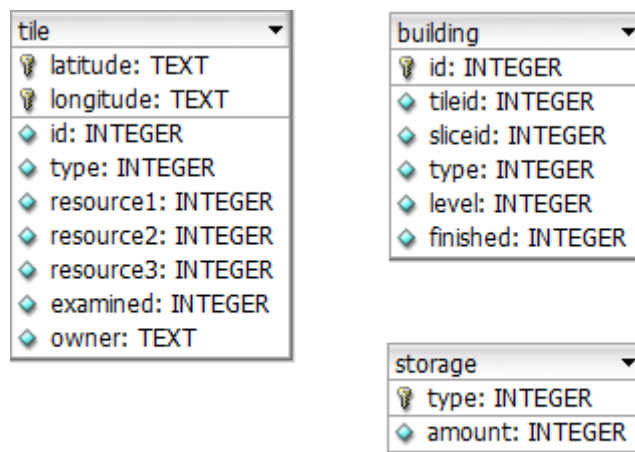 tile
latitude: TEXT
longitude: TEXT
id: INTEGER
type: INTEGER
resource1: INTEGER
resource2: INTEGER
resource3: INTEGER
examined: INTEGER
owner: TEXT
building
id: INTEGER
tileid: INTEGER
sliceid: INTEGER
type: INTEGER
level: INTEGER
finished: INTEGER
storage
type: INTEGER
amount: INTEGER